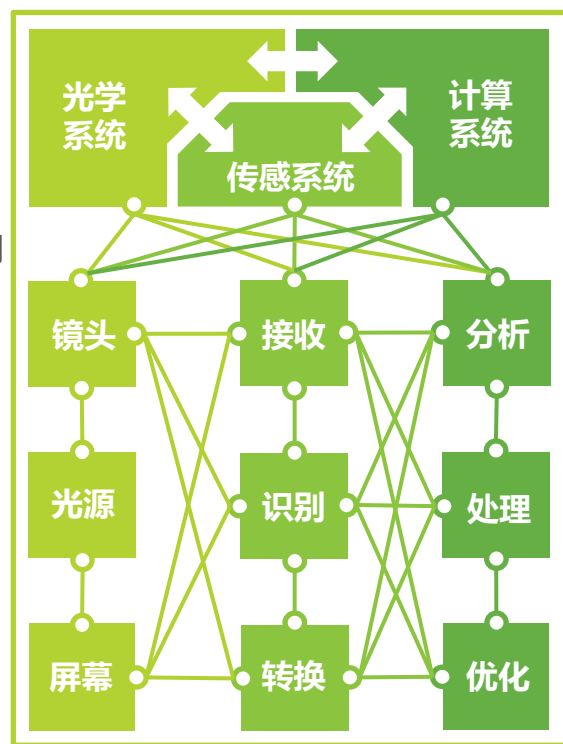 光学
系统
计算
系统
传感系统
镜头
接收
分析
光源
识别
处理
屏幕
转换
优化